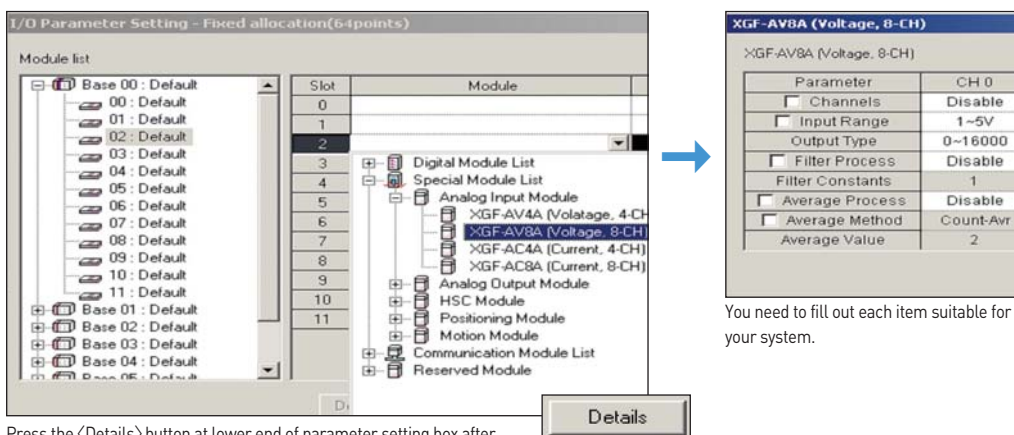 I/O Parameter Setting - Fixed allocation(64points)
Module list
Base 00 : Default
00 : Default
01 : Default
02 : Default
03 : Default
04 : Default
05 : Default
06 : Default
07 : Default
08 : Default
09 : Default
10 : Default
11 : Default
Base 01 : Default
Base 02 : Default
Base 03 : Default
Base 04 : Default
Slot Module
0
1
2
3
4
5
6
7
8
9
10
11
Digital Module List
Special Module List
Analog Input Module
XGF-AV4A (Volatage, 4-CH
XGF-AV8A (Voltage, 8-CH)
XGF-AC4A (Current, 4-CH)
XGF-AC8A (Current, 8-CH)
Analog Output Module
HSC Module
Positioning Module
Motion Module
Communication Module List
Reserved Module
Details
Press the 〈Details〉 button at lower end of parameter setting box after
XGF-AV8A (Voltage, 8-CH)
XGF-AV8A (Voltage, 8-CH)
Parameter CH 0
Channels Disable
Input Range 1~5V
Output Type 0~16000
Filter Process Disable
Filter Constants 1
Average Process Disable
Average Method Count-Avr
Average Value 2
You need to fill out each item suitable for
your system.